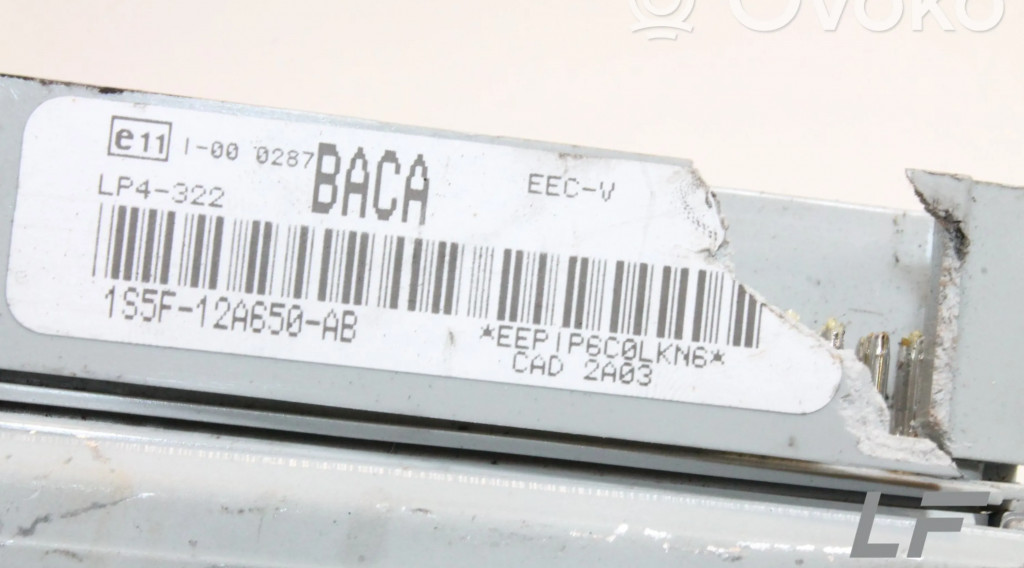 OVOKO
e11 I-00 0287 BACA EEC-V
LP4-322
1S5F-12A650-AB
*EEPIP6C0LKN6*
CAD 2A03
LF